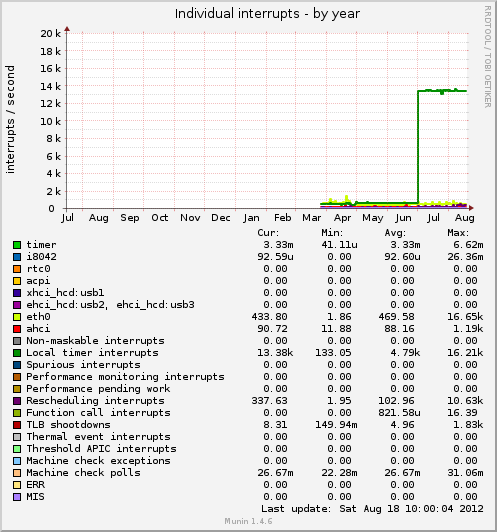 Individual interrupts - by year
RRDTOOL / TOBI OETIKER
interrupts / second
20 k
18 k
16 k
14 k
12 k
10 k
8 k
6 k
4 k
2 k
0
Jul Aug Sep Oct Nov Dec Jan Feb Mar Apr May Jun Jul Aug
Cur: Min: Avg: Max:
timer 3.33m 41.11u 3.33m 6.62m
i8042 92.59u 0.00 92.60u 26.36m
rtc0 0.00 0.00 0.00 0.00
acpi 0.00 0.00 0.00 0.00
xhci_hcd:usb1 0.00 0.00 0.00 0.00
ehci_hcd:usb2, ehci_hcd:usb3 0.00 0.00 0.00 0.00
eth0 433.80 1.86 469.58 16.65k
ahci 90.72 11.88 88.16 1.19k
Non-maskable interrupts 0.00 0.00 0.00 0.00
Local timer interrupts 13.38k 133.05 4.79k 16.21k
Spurious interrupts 0.00 0.00 0.00 0.00
Performance monitoring interrupts 0.00 0.00 0.00 0.00
Performance pending work 0.00 0.00 0.00 0.00
Rescheduling interrupts 337.63 1.95 102.96 10.63k
Function call interrupts 0.00 0.00 821.58u 16.39
TLB shootdowns 8.31 149.94m 4.96 1.83k
Thermal event interrupts 0.00 0.00 0.00 0.00
Threshold APIC interrupts 0.00 0.00 0.00 0.00
Machine check exceptions 0.00 0.00 0.00 0.00
Machine check polls 26.67m 22.28m 26.67m 31.06m
ERR 0.00 0.00 0.00 0.00
MIS 0.00 0.00 0.00 0.00
Last update: Sat Aug 18 10:00:04 2012
Munin 1.4.6